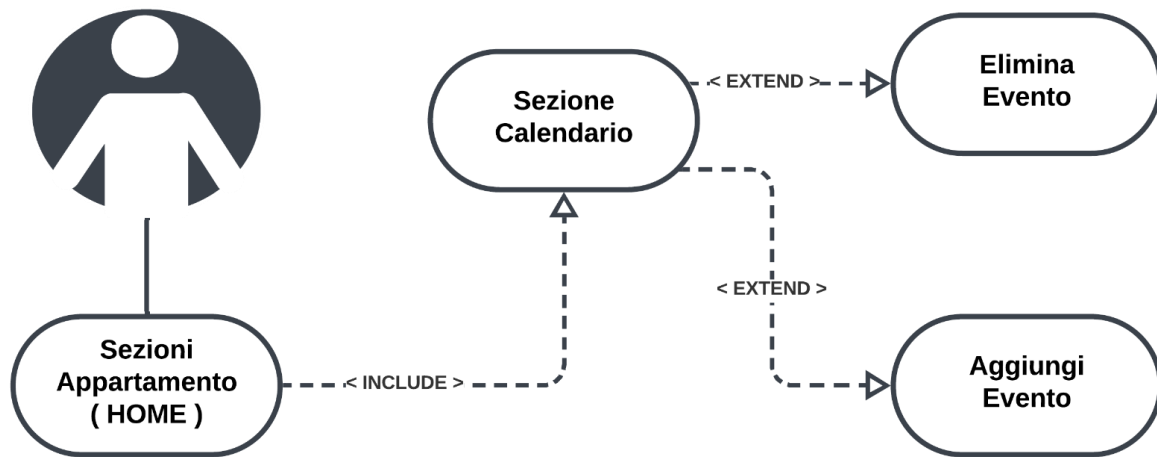 Sezione
Calendario
< EXTEND >
Elimina
Evento
< EXTEND >
Sezioni
Appartamento
( HOME )
< INCLUDE >
Aggiungi
Evento